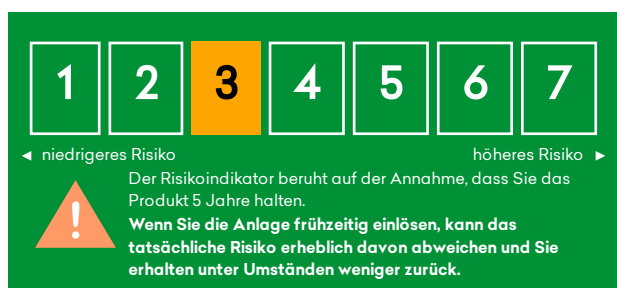 1 2 3 4 5 6 7
◄ niedrigeres Risiko höheres Risiko ►
Der Risikoindikator beruht auf der Annahme, dass Sie das
Produkt 5 Jahre halten.
Wenn Sie die Anlage frühzeitig einlösen, kann das
tatsächliche Risiko erheblich davon abweichen und Sie
erhalten unter Umständen weniger zurück.
!